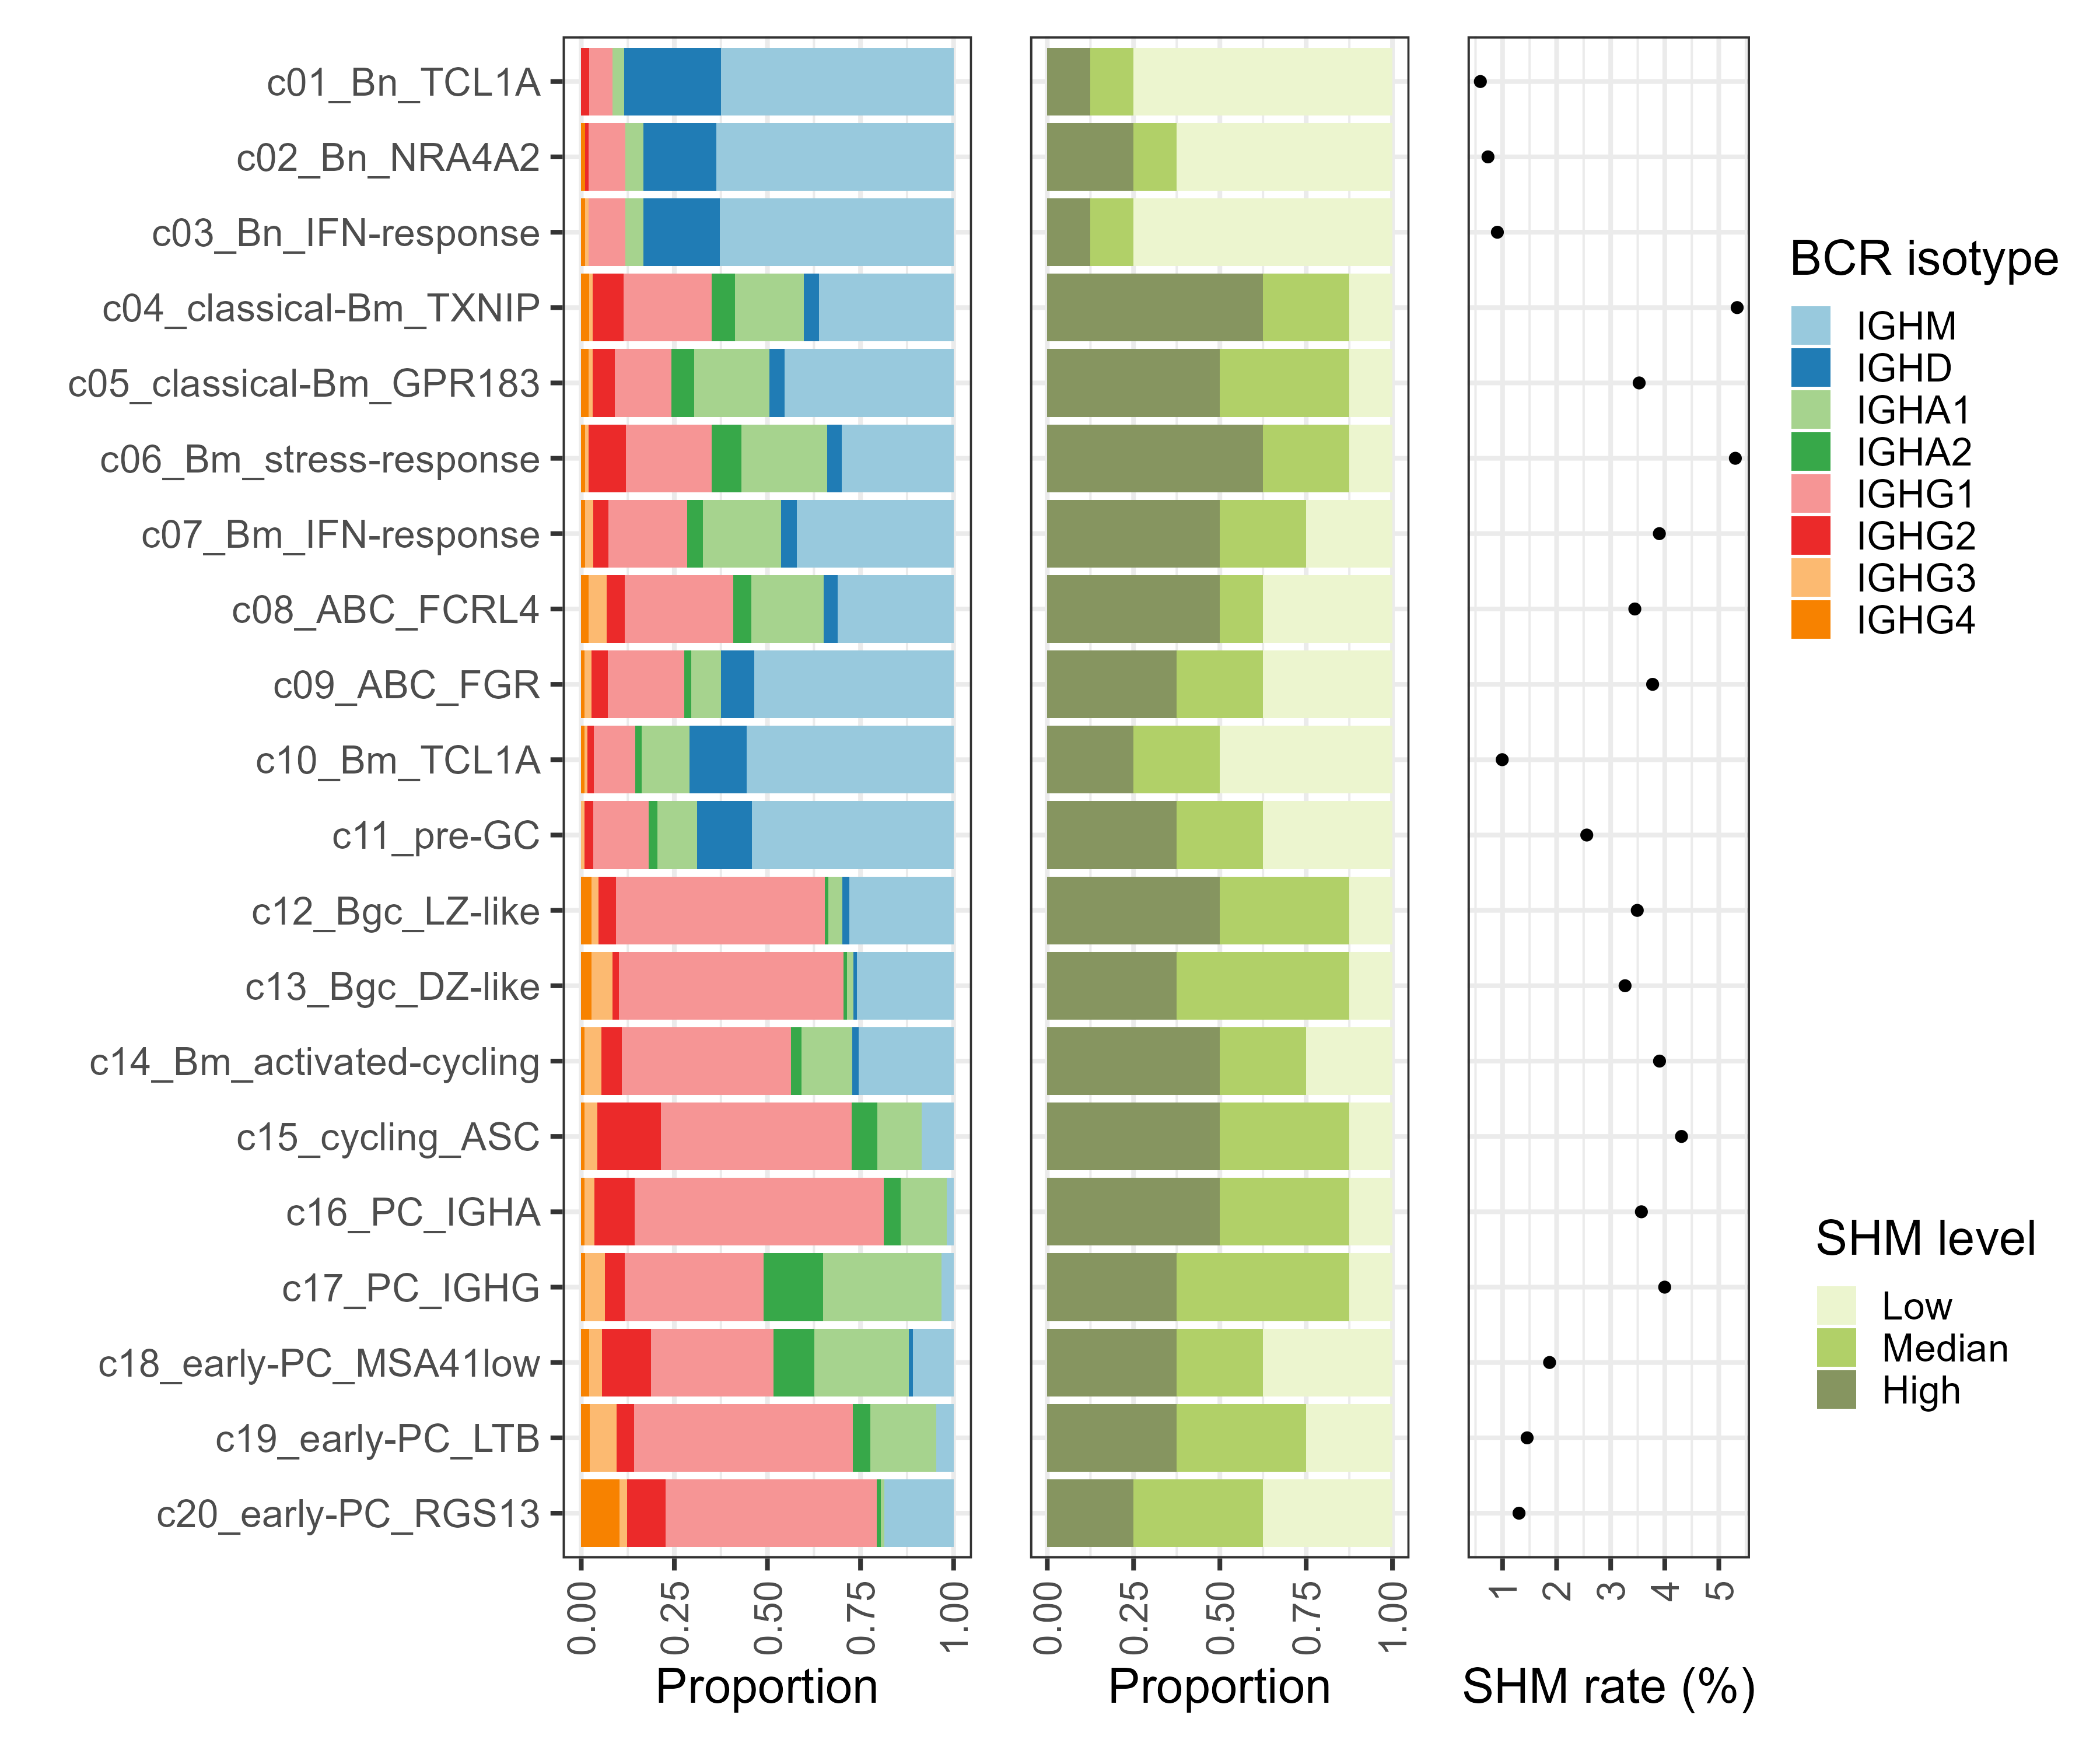 c01_Bn_TCL1A
c02_Bn_NRA4A2
c03_Bn_IFN-response
c04_classical-Bm_TXNIP
c05_classical-Bm_GPR183
c06_Bm_stress-response
c07_Bm_IFN-response
c08_ABC_FCRL4
c09_ABC_FGR
c10_Bm_TCL1A
c11_pre-GC
c12_Bgc_LZ-like
c13_Bgc_DZ-like
c14_Bm_activated-cycling
c15_cycling_ASC
c16_PC_IGHA
c17_PC_IGHG
c18_early-PC_MSA41low
c19_early-PC_LTB
c20_early-PC_RGS13
0.00
0.25
0.50
0.75
1.00
Proportion
0.00
0.25
0.50
0.75
1.00
Proportion
1
2
3
4
5
SHM rate (%)
BCR isotype
IGHM
IGHD
IGHA1
IGHA2
IGHG1
IGHG2
IGHG3
IGHG4
SHM level
Low
Median
High